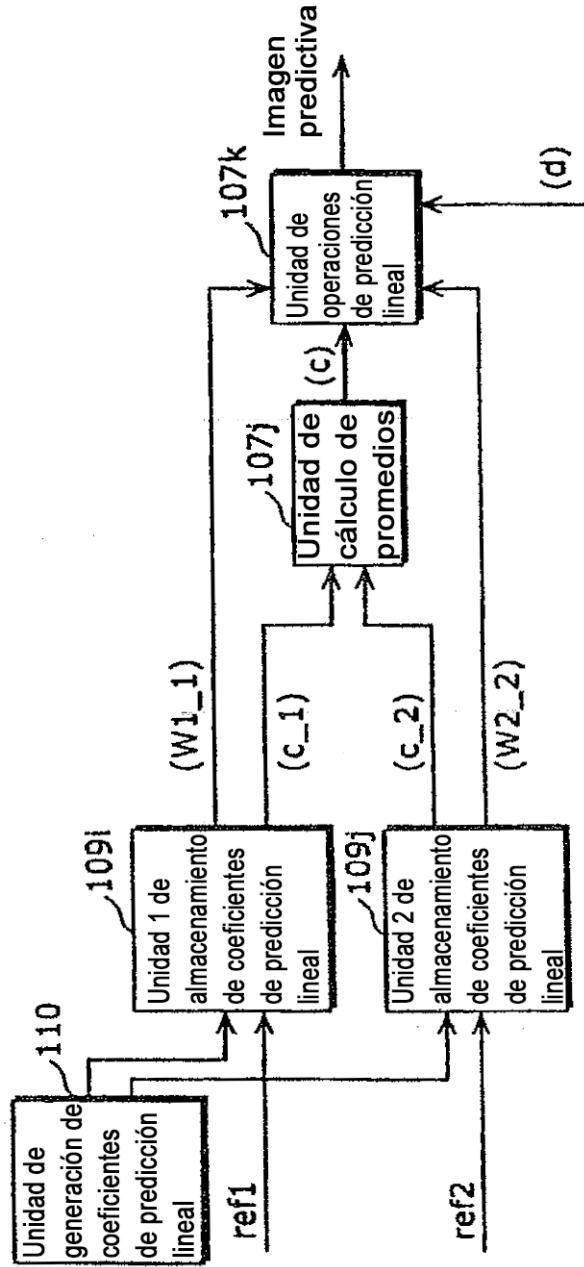 110
Unidad de
generación de
coeficientes
de predicción
lineal
ref1
ref2
109i
Unidad 1 de
almacenamiento
de coeficientes
de predicción
lineal
109j
Unidad 2 de
almacenamiento
de coeficientes
de predicción
lineal
(W1_1)
(c_1)
(c_2)
(W2_2)
107j
Unidad de
cálculo de
promedios
(c)
107k
Unidad de
operaciones
de predicción
lineal
(d)
Imagen
predictiva